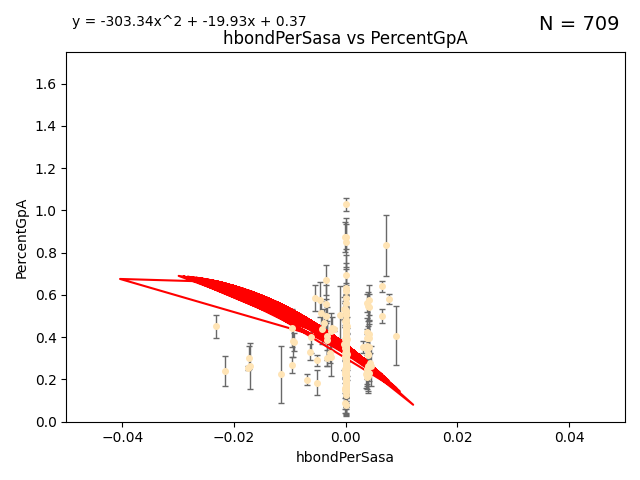 y = -303.34x^2 + -19.93x + 0.37
N = 709
hbondPerSasa vs PercentGpA
PercentGpA
1.6
1.4
1.2
1.0
0.8
0.6
0.4
0.2
0.0
−0.04 −0.02 0.00 0.02 0.04
hbondPerSasa